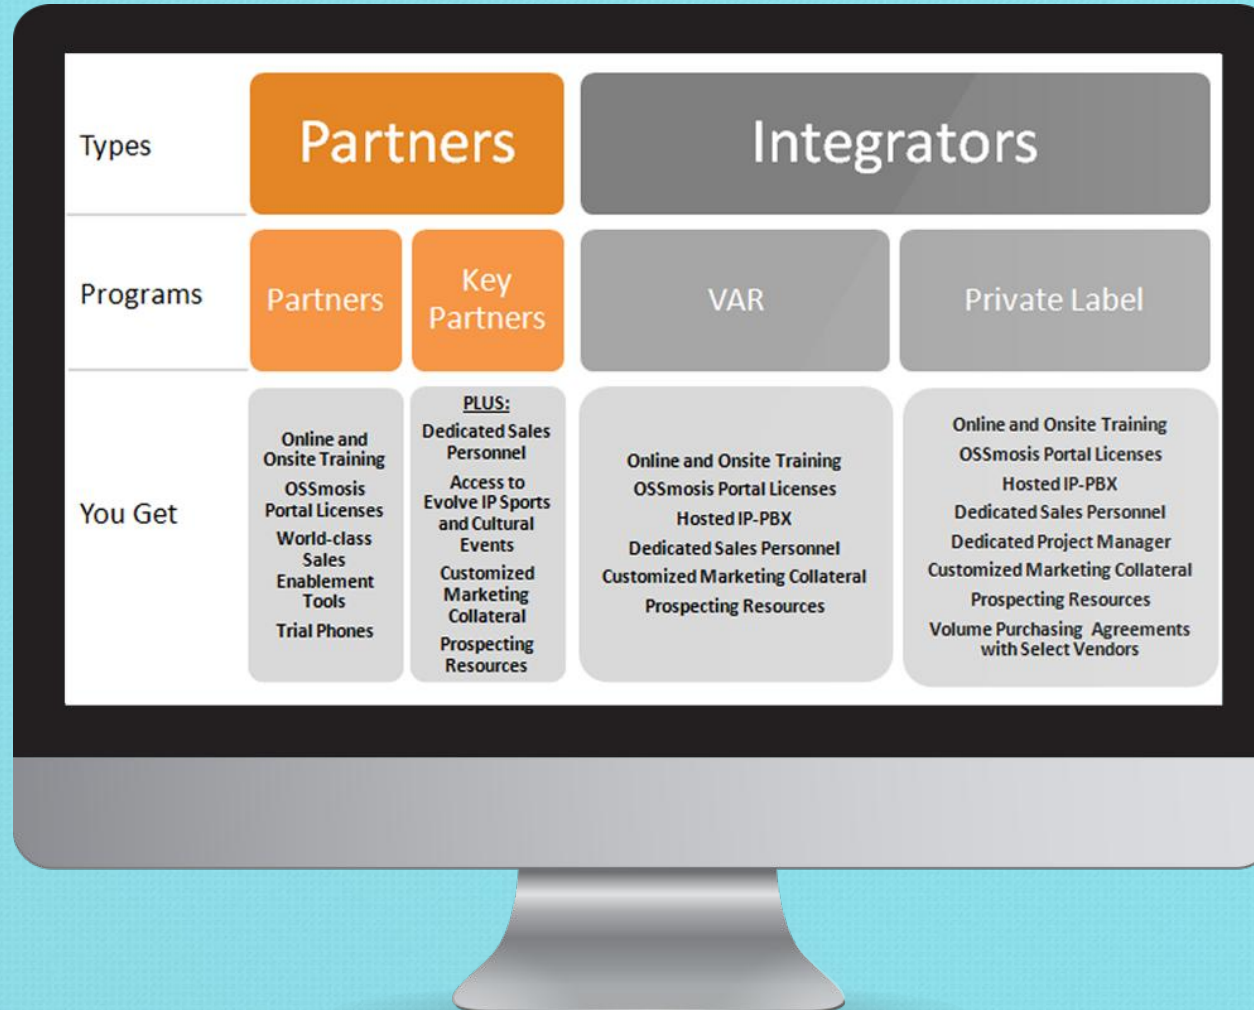 Types
Partners
Integrators
Programs
Partners
Key
Partners
VAR
Private Label
You Get
Online and
Onsite Training
OSSmosis
Portal Licenses
World-class
Sales
Enablement
Tools
Trial Phones
PLUS:
Dedicated Sales
Personnel
Access to
Evolve IP Sports
and Cultural
Events
Customized
Marketing
Collateral
Prospecting
Resources
Online and Onsite Training
OSSmosis Portal Licenses
Hosted IP-PBX
Dedicated Sales Personnel
Customized Marketing Collateral
Prospecting Resources
Online and Onsite Training
OSSmosis Portal Licenses
Hosted IP-PBX
Dedicated Sales Personnel
Dedicated Project Manager
Customized Marketing Collateral
Prospecting Resources
Volume Purchasing Agreements
with Select Vendors